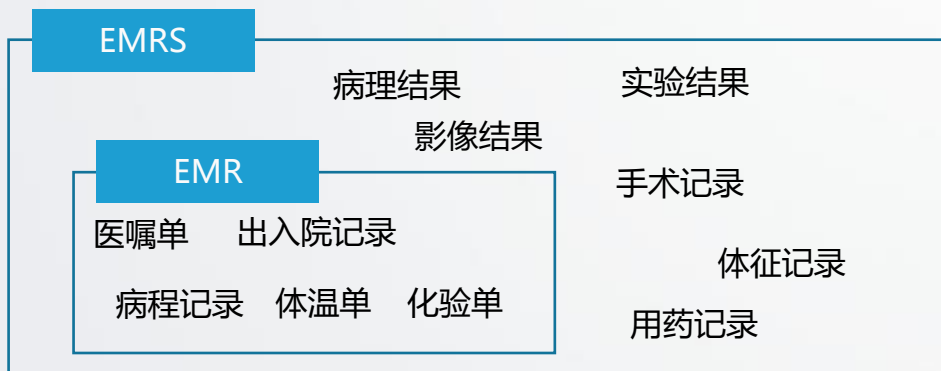 EMRS
病理结果
实验结果
影像结果
EMR
手术记录
医嘱单
出入院记录
体征记录
病程记录
体温单
化验单
用药记录